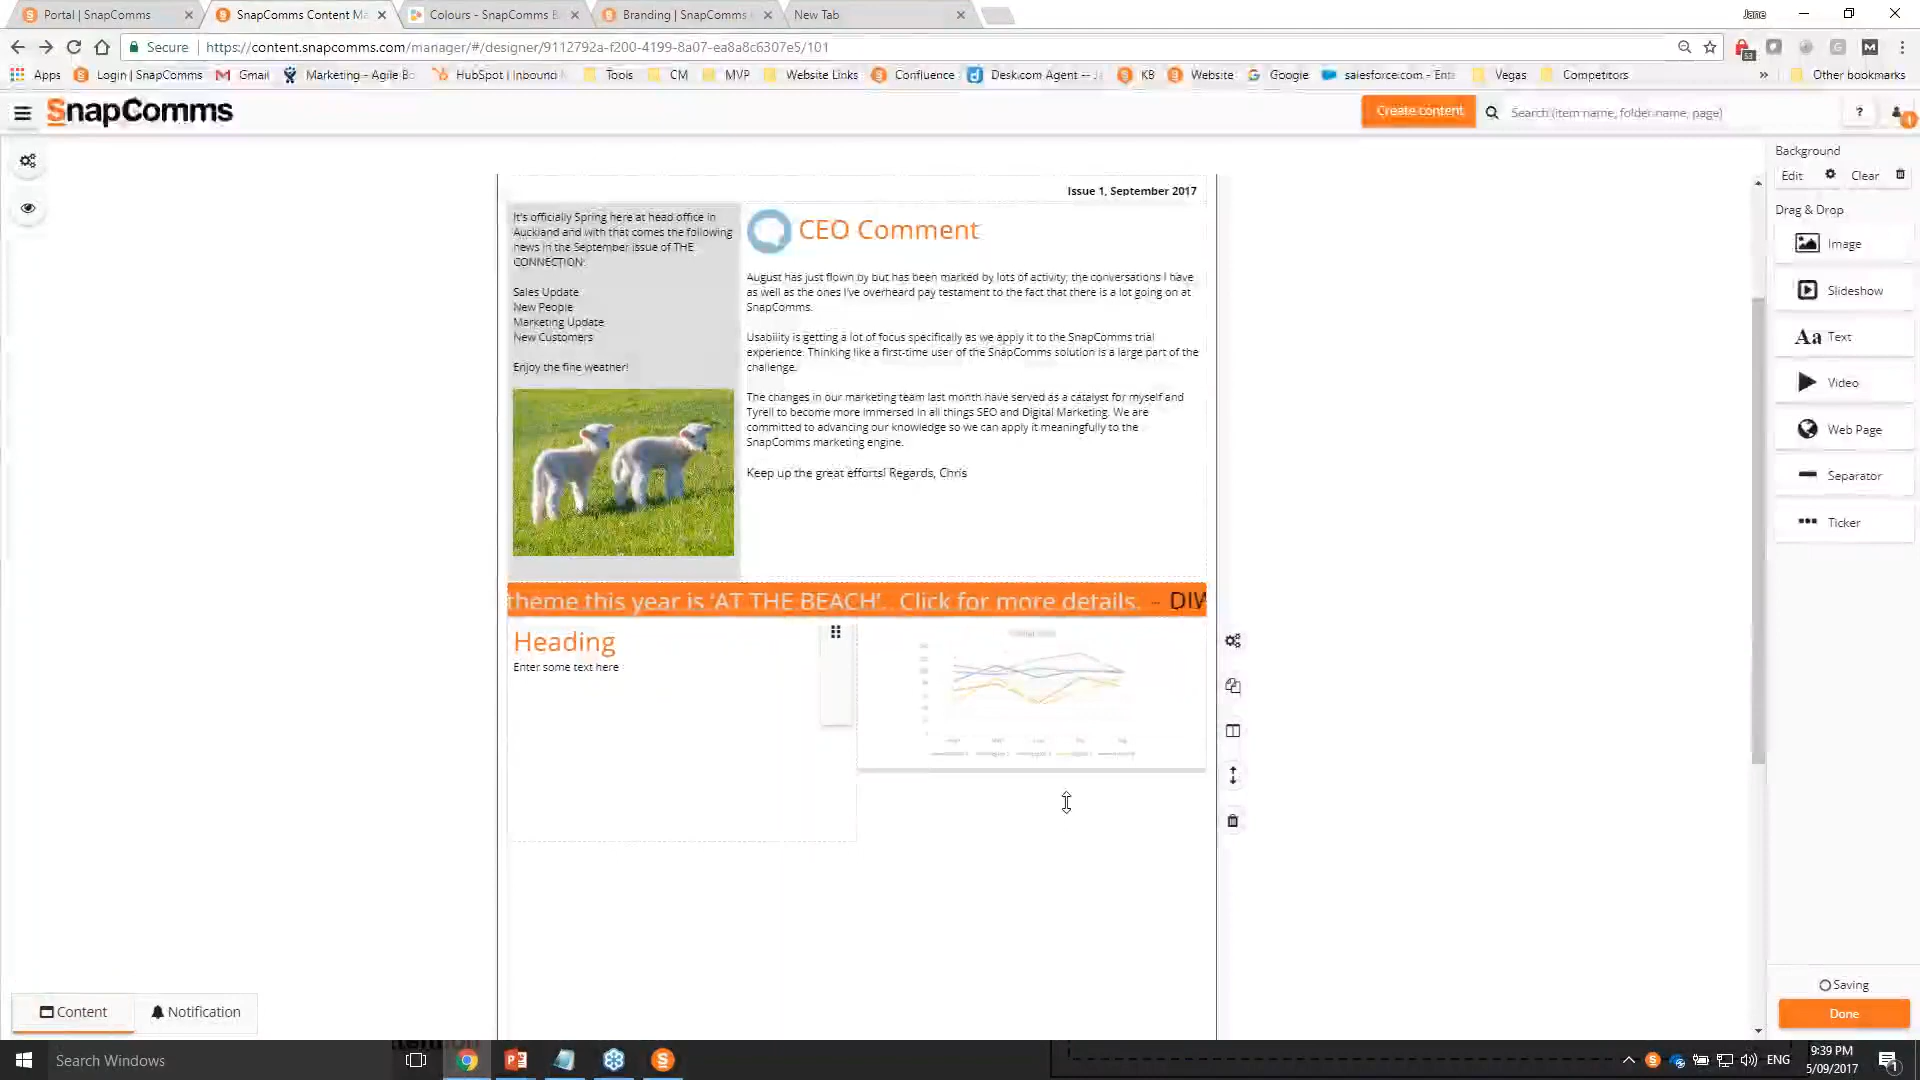 Portal | SnapComms
SnapComms Content Ma
Colours - SnapComms B
Branding | SnapComms
New Tab
Jane
Secure
https://content.snapcomms.com/manager/#/designer/9112792a-f200-4199-8a07-ea8a8c6307e5/101
Apps
Login | SnapComms
Gmail
Marketing - Agile Bo
HubSpot | Inbound
Tools
CM
MVP
Website Links
Confluence
Desk.com Agent --
KB
Website
Google
salesforce.com - Ente
Vegas
Competitors
»
Other bookmarks
SnapComms
Create content
Search (item name, folder name, page)
?
Issue 1, September 2017
It's officially Spring here at head office in
Auckland and with that comes the following
news in the September issue of THE
CONNECTION:
Sales Update
New People
Marketing Update
New Customers
Enjoy the fine weather!
CEO Comment
August has just flown by but has been marked by lots of activity; the conversations I have
as well as the ones I've overheard pay testament to the fact that there is a lot going on at
SnapComms.
Usability is getting a lot of focus specifically as we apply it to the SnapComms trial
experience. Thinking like a first-time user of the SnapComms solution is a large part of the
challenge.
The changes in our marketing team last month have served as a catalyst for myself and
Tyrell to become more immersed in all things SEO and Digital Marketing. We are
committed to advancing our knowledge so we can apply it meaningfully to the
SnapComms marketing engine.
Keep up the great efforts! Regards, Chris
theme this year is 'AT THE BEACH'. Click for more details. - DIW
Heading
Enter some text here
Background
Edit
Clear
Drag & Drop
Image
Slideshow
Aa Text
Video
Web Page
Separator
Ticker
Saving
Done
Content
Notification
Search Windows
ENG
9:39 PM
5/09/2017